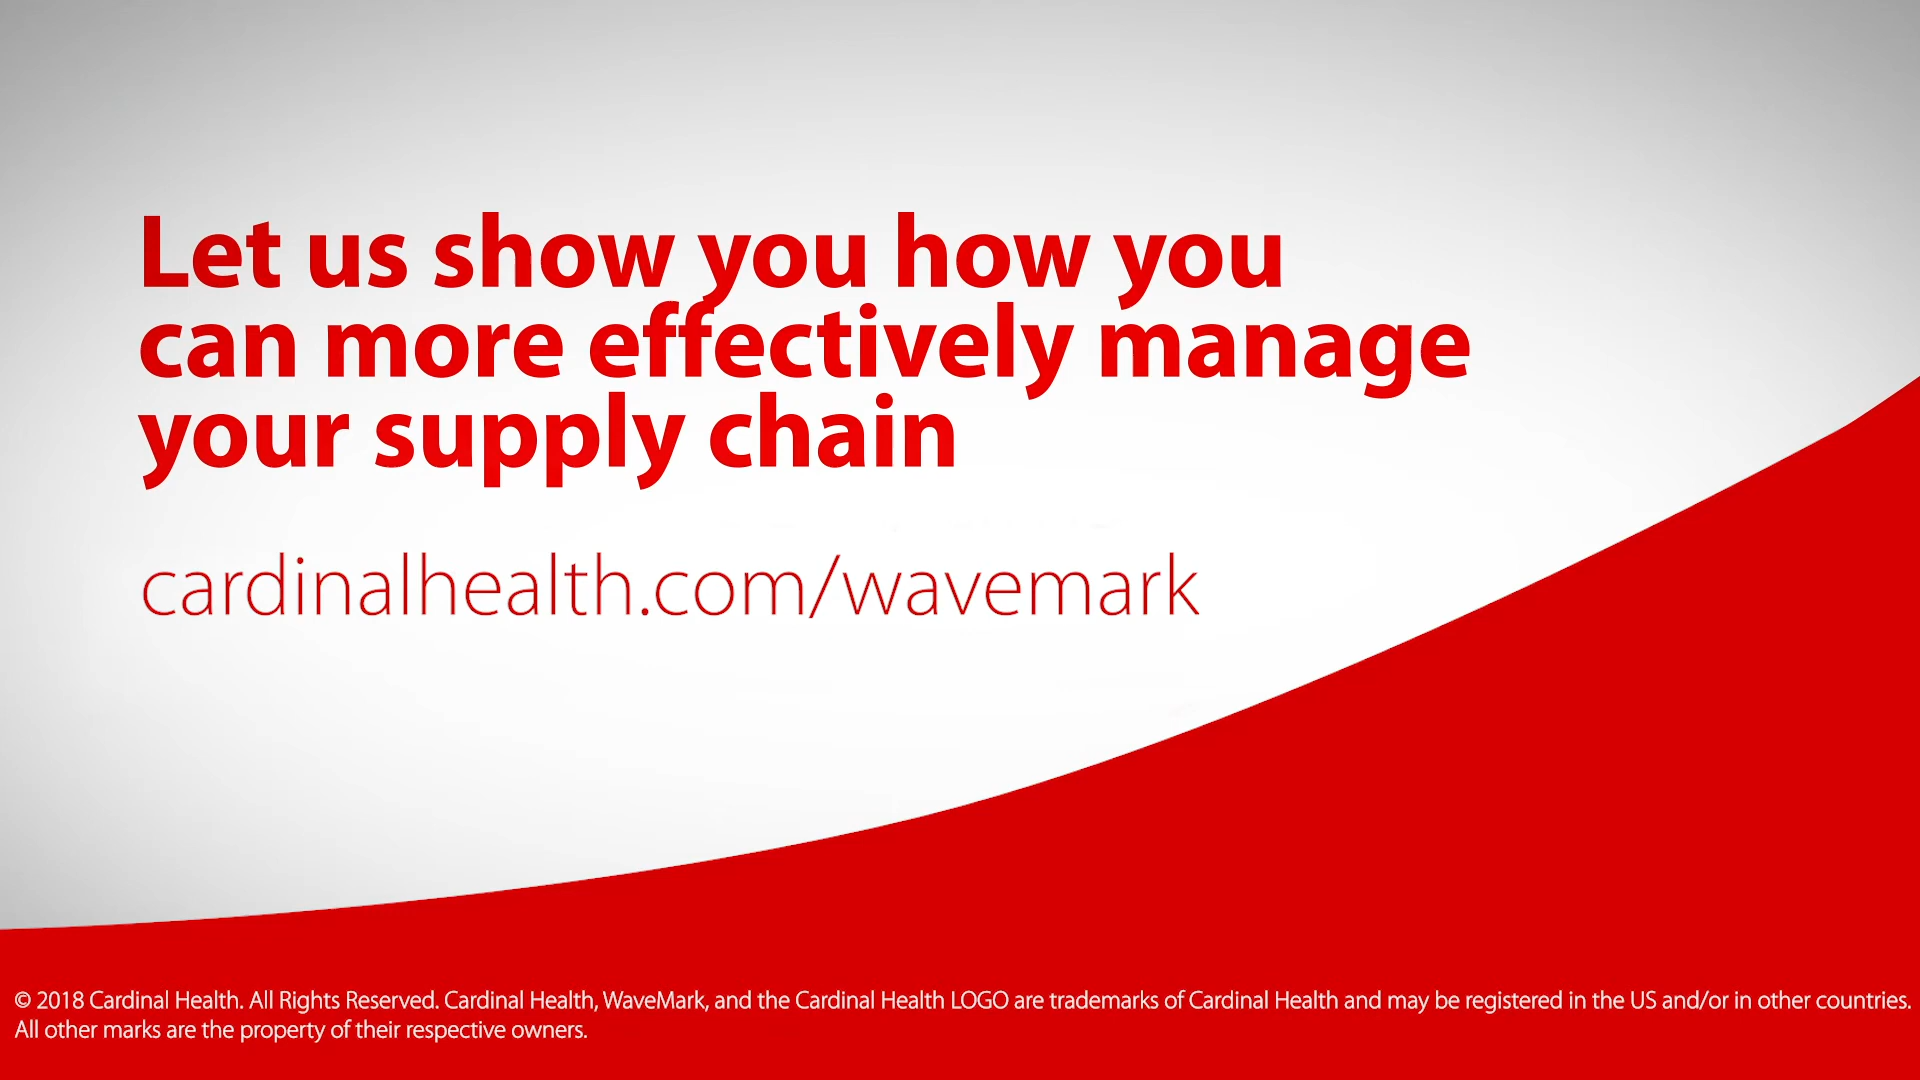 Let us show you how you
can more effectively manage
your supply chain
cardinalhealth.com/wavemark
© 2018 Cardinal Health. All Rights Reserved. Cardinal Health, WaveMark, and the Cardinal Health LOGO are trademarks of Cardinal Health and may be registered in the US and/or in other countries.
All other marks are the property of their respective owners.